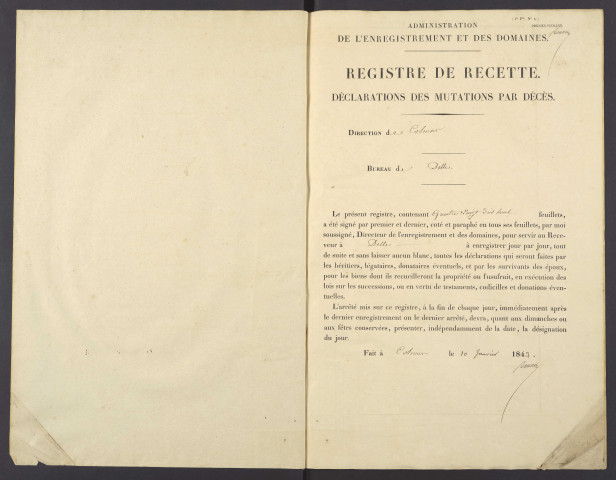 ADMINISTRATION
DE L'ENREGISTREMENT ET DES DOMAINES.
REGISTRE DE RECETTE.
DÉCLARATIONS DES MUTATIONS PAR DÉCÈS.
DIRECTION de Colmar
BUREAU de Delle
Le présent registre, contenant quatre vingt dix huit feuillets,
a été signé par premier et dernier, coté et paraphé en tous ses feuillets, par moi
soussigné, Directeur de l'enregistrement et des domaines, pour servir au Rece-
veur à Delle à enregistrer jour par jour, tout
de suite et sans laisser aucun blanc, toutes les déclarations qui seront faites par
les héritiers, légataires, donataires éventuels, et par les survivants des époux,
pour les biens dont ils recueilleront la propriété ou l'usufruit, en exécution des
lois sur les successions, ou en vertu de testaments, codicilles et donations éven-
tuelles.
L'arrêté mis sur ce registre, à la fin de chaque jour, immédiatement après
le dernier enregistrement ou le dernier arrêté, devra, quant aux dimanches ou
aux fêtes conservées, présenter, indépendamment de la date, la désignation
du jour.
Fait à Colmar le 10 Janvier 1843.